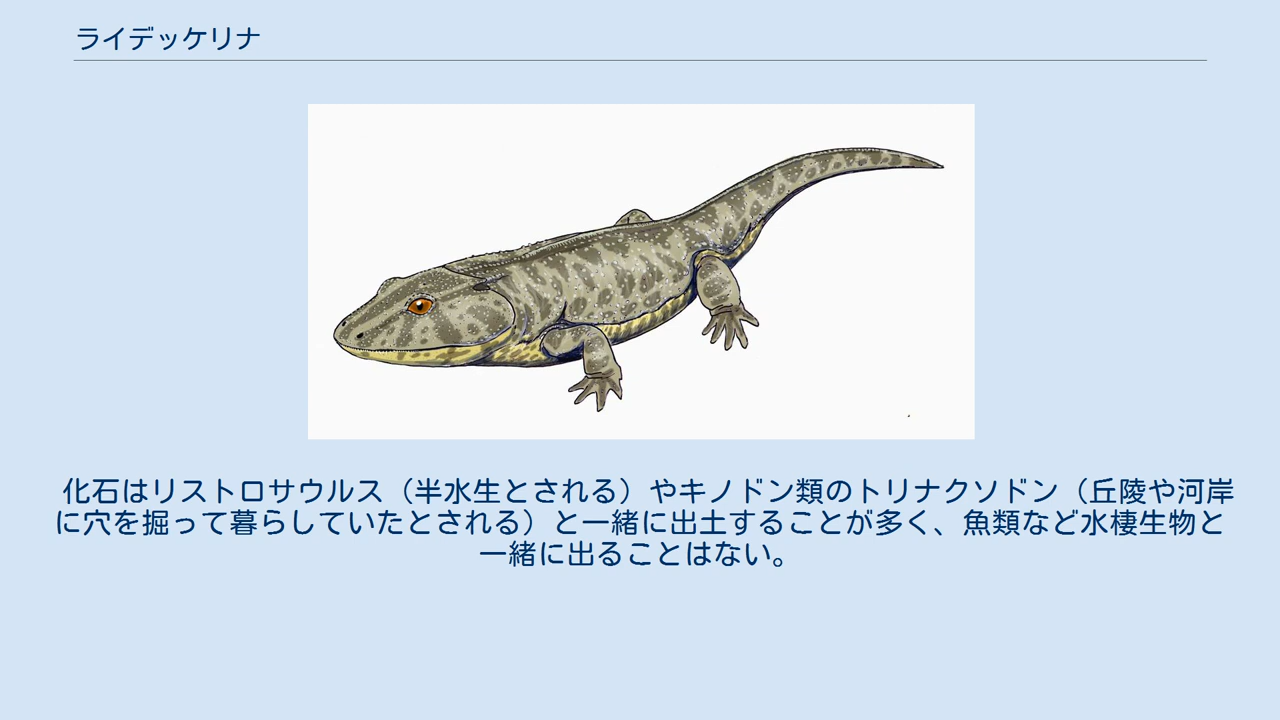 ライデッケリナ
化石はリストロサウルス（半水生とされる）やキノドン類のトリナクソドン（丘陵や河岸
に穴を掘って暮らしていたとされる）と一緒に出土することが多く、魚類など水棲生物と
一緒に出ることはない。